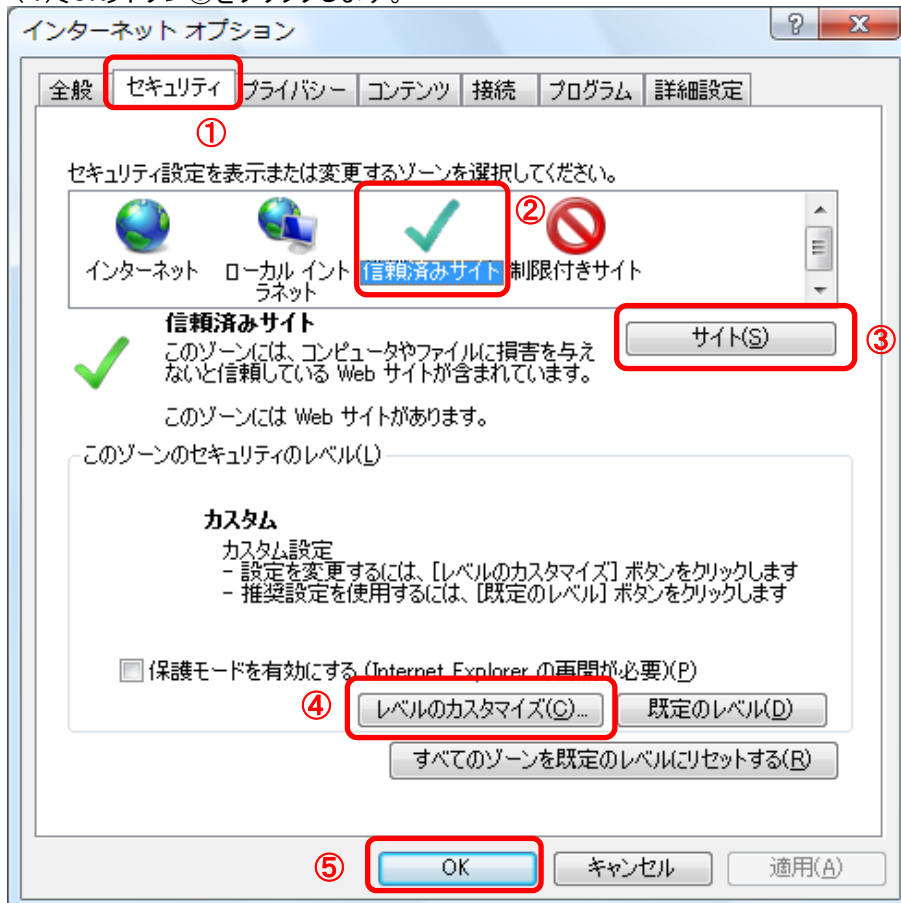 インターネット オプション
全般 セキュリティ プライバシー コンテンツ 接続 プログラム 詳細設定
①
セキュリティ設定を表示または変更するゾーンを選択してください。
②
インターネット ローカル イント 信頼済みサイト 制限付きサイト
ラネット
信頼済みサイト
サイト(S) ③
このゾーンには、コンピュータやファイルに損害を与え
ないと信頼している Web サイトが含まれています。
このゾーンには Web サイトがあります。
このゾーンのセキュリティのレベル(L)
カスタム
カスタム設定
- 設定を変更するには、[レベルのカスタマイズ] ボタンをクリックします
- 推奨設定を使用するには、[既定のレベル] ボタンをクリックします
保護モードを有効にする (Internet Explorer の再開が必要)(P)
④ レベルのカスタマイズ(C)... 既定のレベル(D)
すべてのゾーンを既定のレベルにリセットする(R)
⑤ OK キャンセル 適用(A)